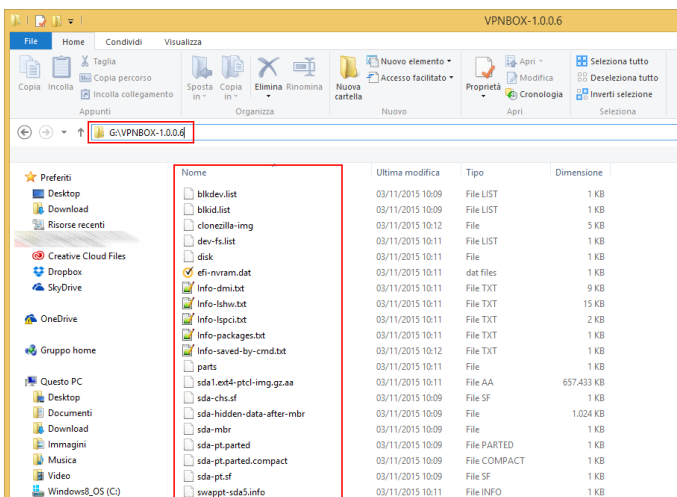 VPNBOX-1.0.0.6
File Home Condividi Visualizza
Copia
Incolla
Taglia
Copia percorso
Incolla collegamento
Appunti
Sposta in
Copia in
Elimina
Rinomina
Organizza
Nuova cartella
Nuovo elemento
Accesso facilitato
Nuovo
Proprietà
Apri
Modifica
Cronologia
Apri
Seleziona tutto
Deseleziona tutto
Inverti selezione
Seleziona
G:\VPNBOX-1.0.0.6
Preferiti
Desktop
Download
Risorse recenti
Creative Cloud Files
Dropbox
SkyDrive
OneDrive
Gruppo home
Questo PC
Desktop
Documenti
Download
Immagini
Musica
Video
Windows8_OS (C:)
Nome Ultima modifica Tipo Dimensione
blkdev.list 03/11/2015 10:09 File LIST 1 KB
blkid.list 03/11/2015 10:09 File LIST 1 KB
clonezilla-img 03/11/2015 10:12 File 5 KB
dev-fs.list 03/11/2015 10:11 File LIST 1 KB
disk 03/11/2015 10:11 File 1 KB
efi-nvram.dat 03/11/2015 10:11 dat files 1 KB
Info-dmi.txt 03/11/2015 10:11 File TXT 9 KB
Info-lshw.txt 03/11/2015 10:11 File TXT 15 KB
Info-lspci.txt 03/11/2015 10:11 File TXT 2 KB
Info-packages.txt 03/11/2015 10:11 File TXT 1 KB
Info-saved-by-cmd.txt 03/11/2015 10:12 File TXT 1 KB
parts 03/11/2015 10:11 File 1 KB
sda1.ext4-ptcl-img.gz.aa 03/11/2015 10:11 File AA 657.433 KB
sda-chs.sf 03/11/2015 10:09 File SF 1 KB
sda-hidden-data-after-mbr 03/11/2015 10:09 File 1.024 KB
sda-mbr 03/11/2015 10:09 File 1 KB
sda-pt.parted 03/11/2015 10:09 File PARTED 1 KB
sda-pt.parted.compact 03/11/2015 10:09 File COMPACT 1 KB
sda-pt.sf 03/11/2015 10:09 File SF 1 KB
swappt-sda5.info 03/11/2015 10:11 File INFO 1 KB